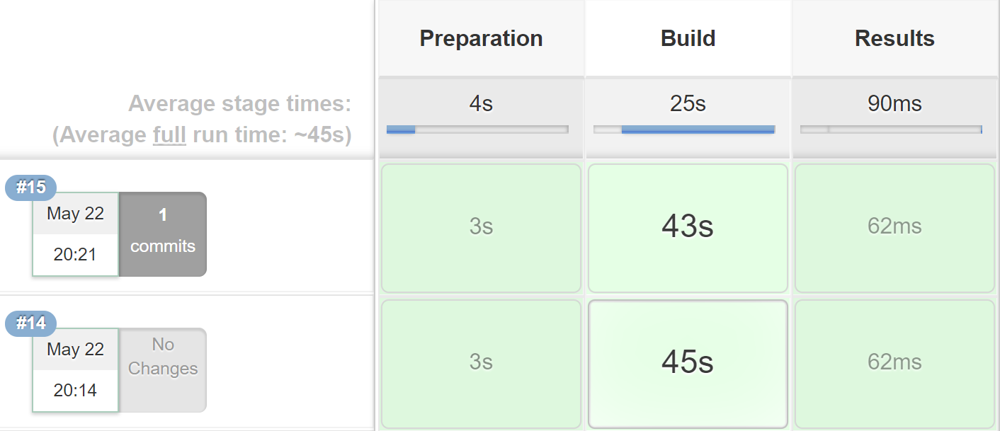 Preparation Build Results
Average stage times:
(Average full run time: ~45s)
4s 25s 90ms
#15
May 22
20:21
1
commits
3s 43s 62ms
#14
May 22
20:14
No
Changes
3s 45s 62ms